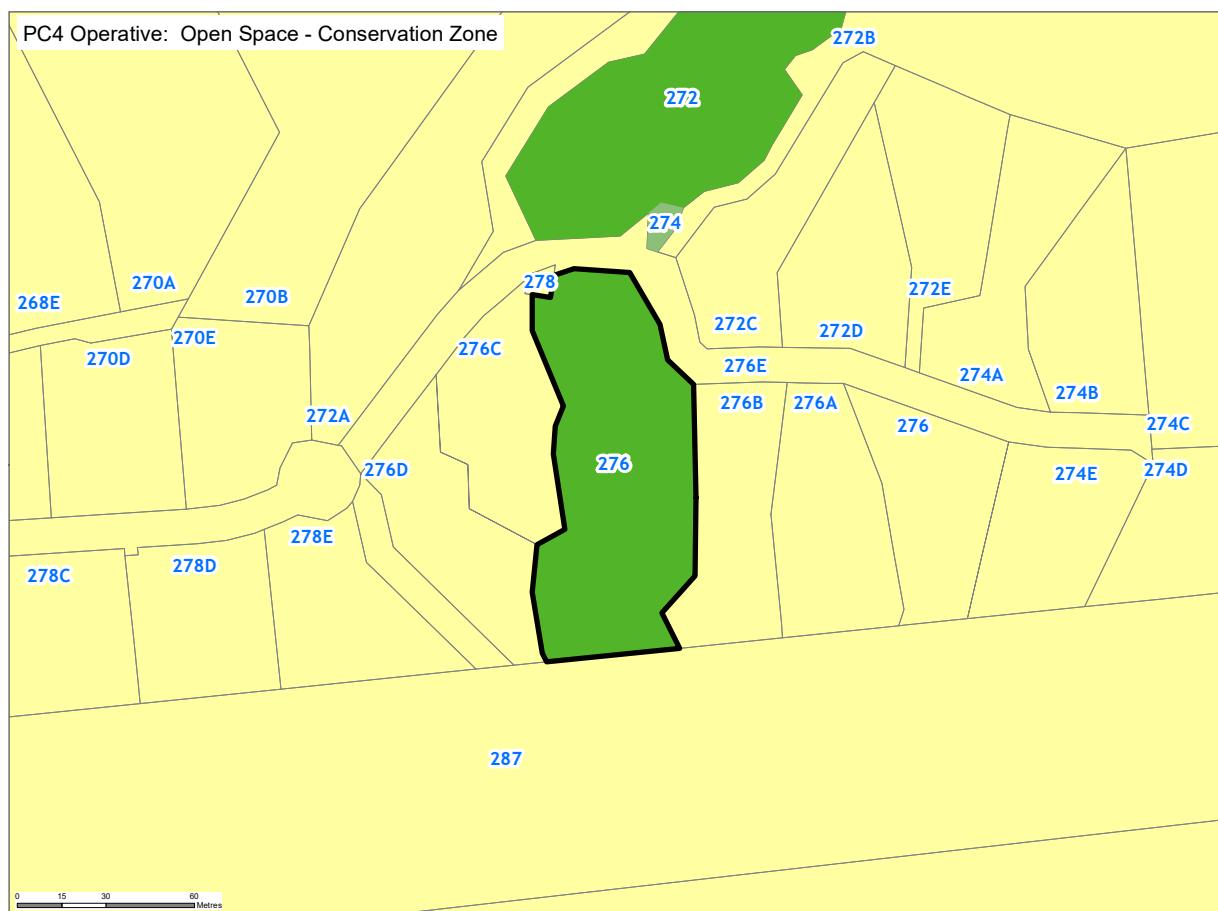 PC4 Operative: Open Space - Conservation Zone
272B
272
274
270A
278
272E
270B
268E
272C
272D
270E
276C
270D
276E
274A
274B
276B
276A
272A
276
274C
276
276D
274E
274D
278E
278D
278C
287
0 15 30 60
Metres